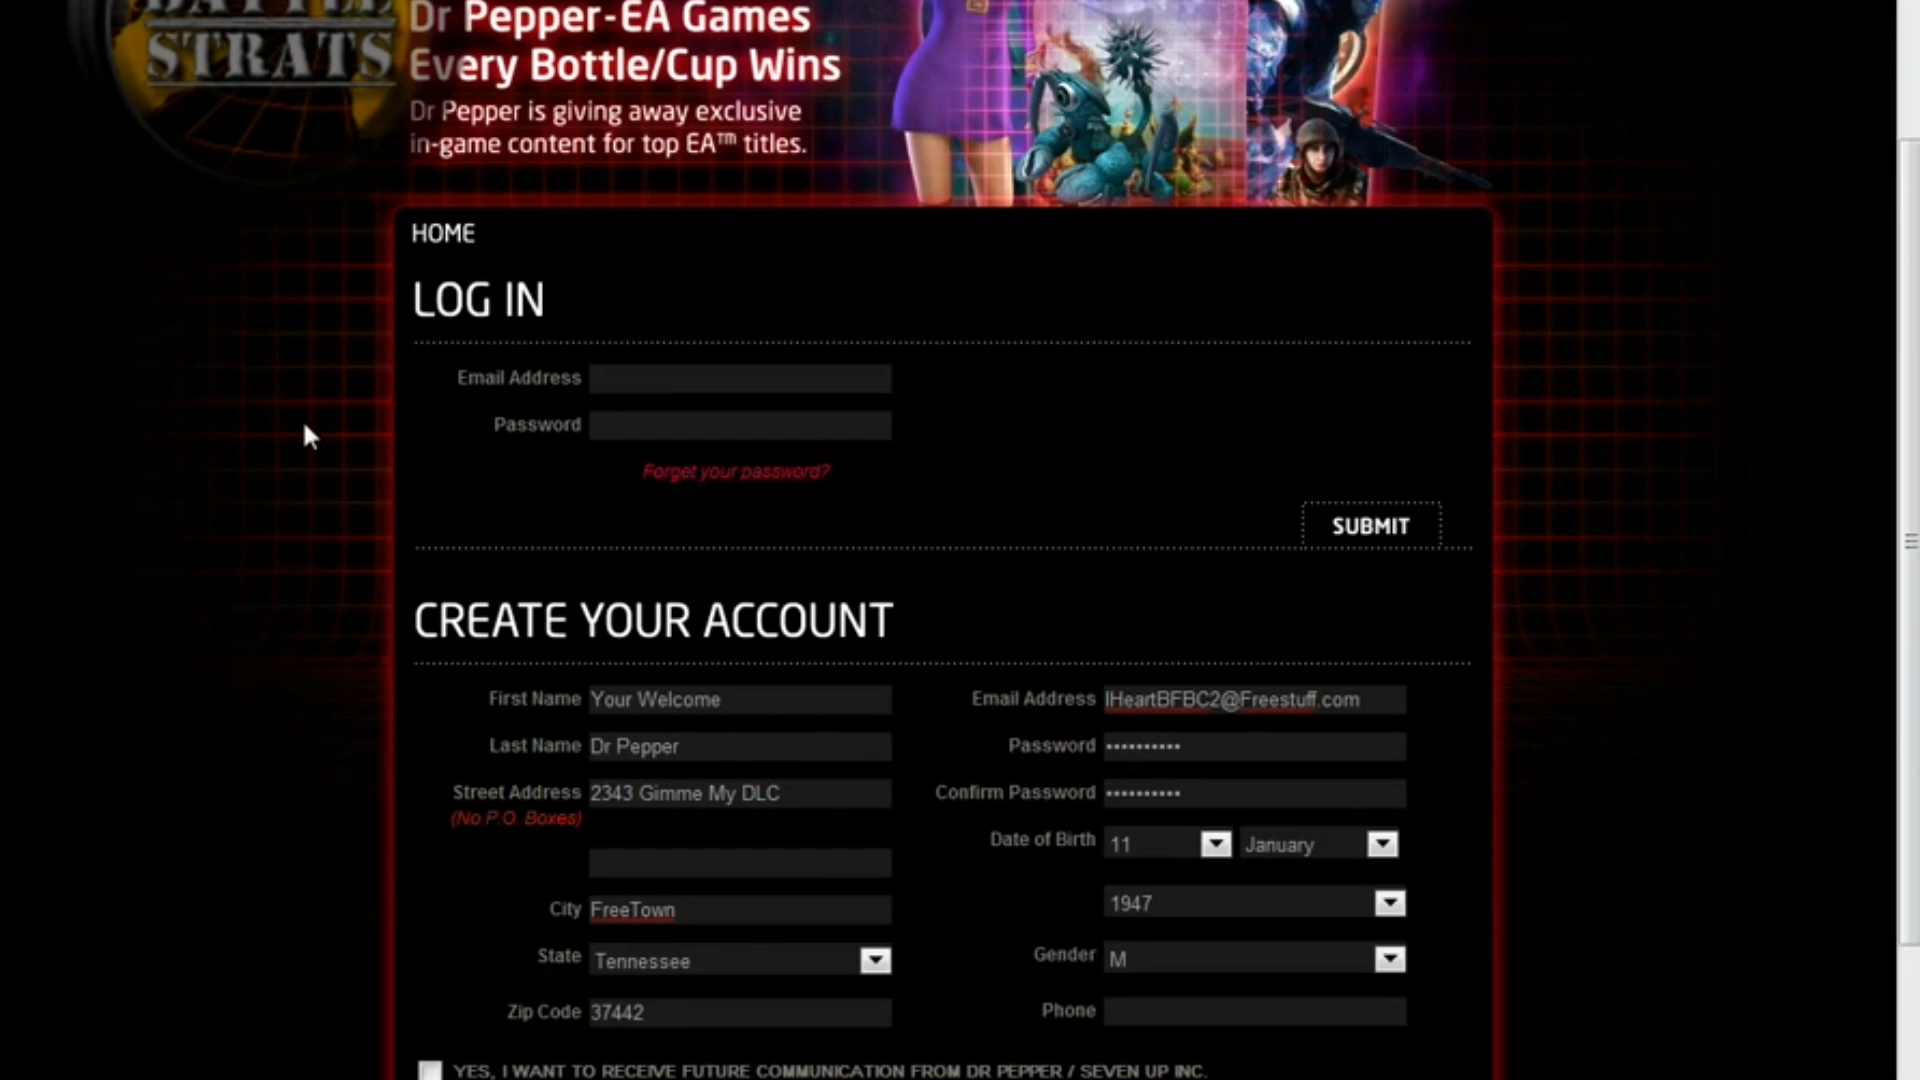 BATTLE
STRATS
Dr Pepper-EA Games
Every Bottle/Cup Wins
Dr Pepper is giving away exclusive
in-game content for top EA™ titles.
HOME
LOG IN
Email Address
Password
Forget your password?
SUBMIT
CREATE YOUR ACCOUNT
First Name Your Welcome
Email Address IHeartBFBC2@Freestuff.com
Last Name Dr Pepper
Password ••••••••••
Street Address 2343 Gimme My DLC
(No P.O. Boxes)
Confirm Password ••••••••••
Date of Birth 11 January
1947
City FreeTown
State Tennessee
Gender M
Zip Code 37442
Phone
YES, I WANT TO RECEIVE FUTURE COMMUNICATION FROM DR PEPPER / SEVEN UP INC.